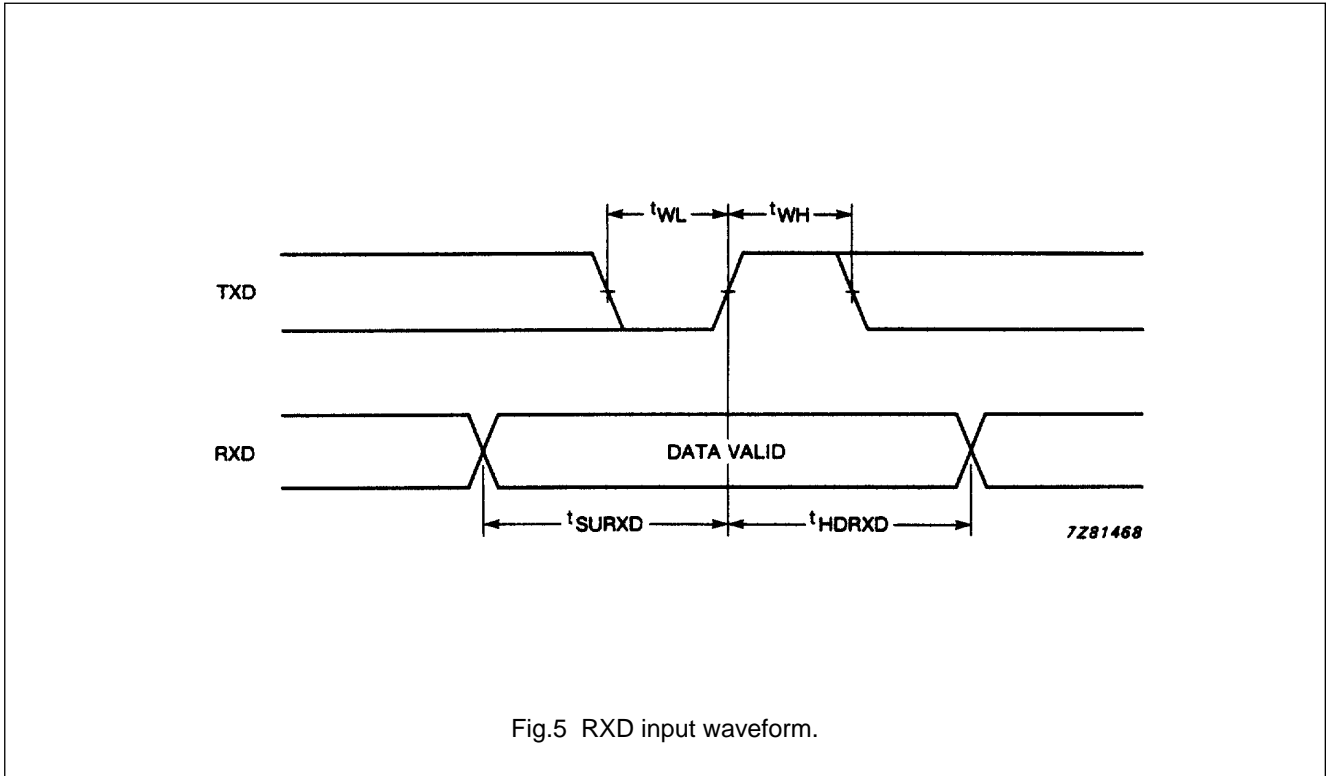 tWL tWH
TXD
RXD DATA VALID
tSURXD tHDRXD
7Z81468
Fig.5 RXD input waveform.